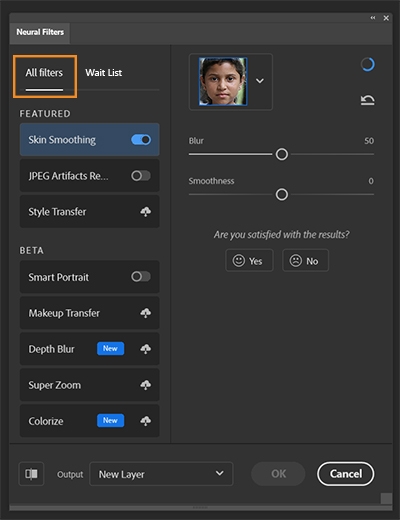 Neural Filters
All filters
Wait List
FEATURED
Skin Smoothing
JPEG Artifacts Re...
Style Transfer
BETA
Smart Portrait
Makeup Transfer
Depth Blur New
Super Zoom
Colorize New
Blur 50
Smoothness 0
Are you satisfied with the results?
Yes
No
Output New Layer
OK
Cancel